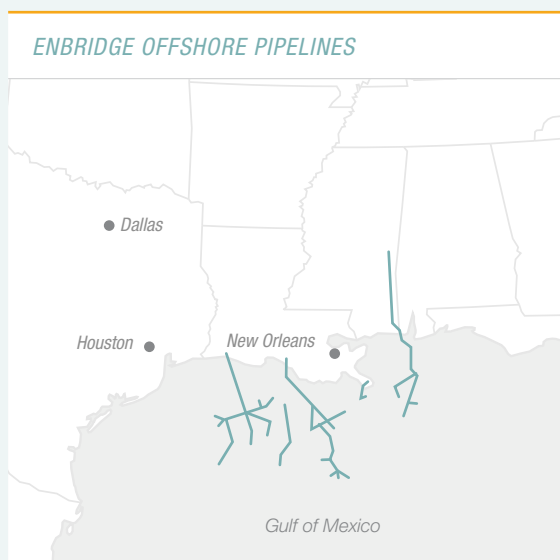 ENBRIDGE OFFSHORE PIPELINES
Dallas
Houston
New Orleans
Gulf of Mexico